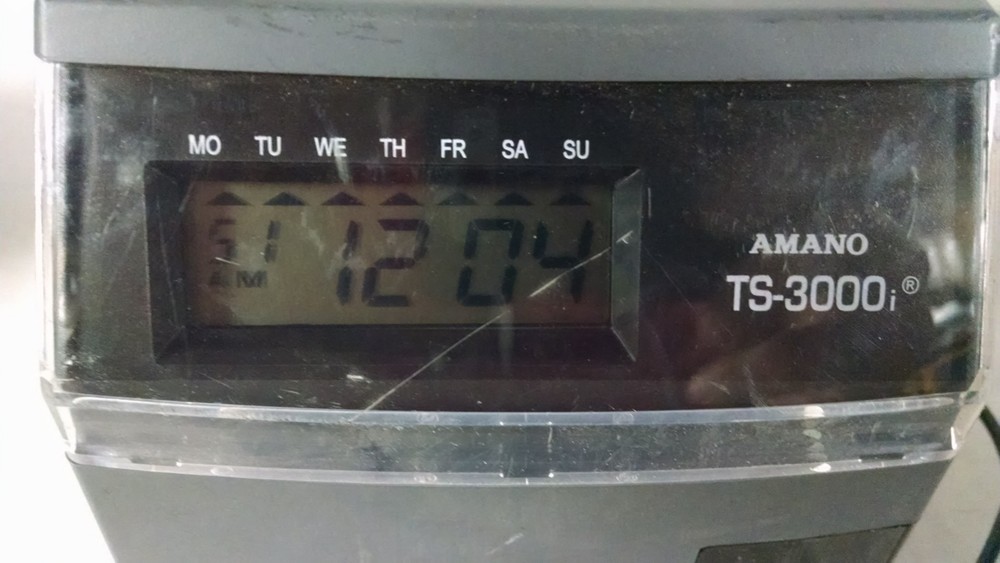 MO TU WE TH FR SA SU
AM 12 04
AMANO
TS-3000i®